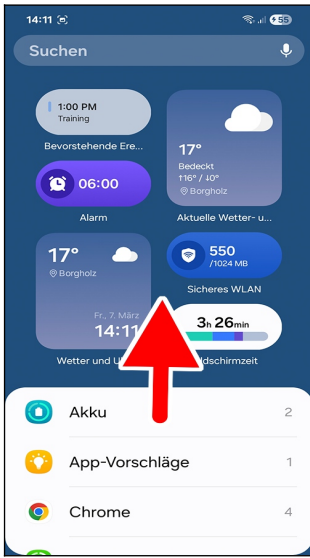 14:11
55
Suchen
1:00 PM
Training
Bevorstehende Ere...
06:00
Alarm
17°
Bedeckt
↑16° / ↓0°
Borgholz
Aktuelle Wetter- u...
17°
Borgholz
Fr., 7. März
14:11
Wetter und U
550
/1024 MB
Sicheres WLAN
3h 26min
ldschirmzeit
Akku
2
App-Vorschläge
1
Chrome
4